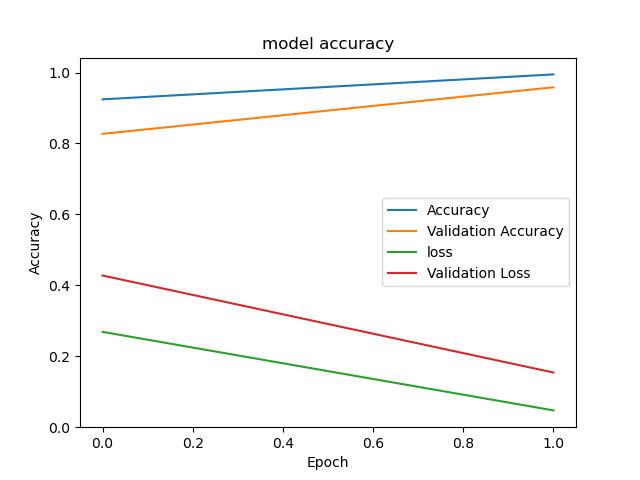 model accuracy
Accuracy
1.0
0.8
0.6
0.4
0.2
0.0
Accuracy
Validation Accuracy
loss
Validation Loss
0.0 0.2 0.4 0.6 0.8 1.0
Epoch